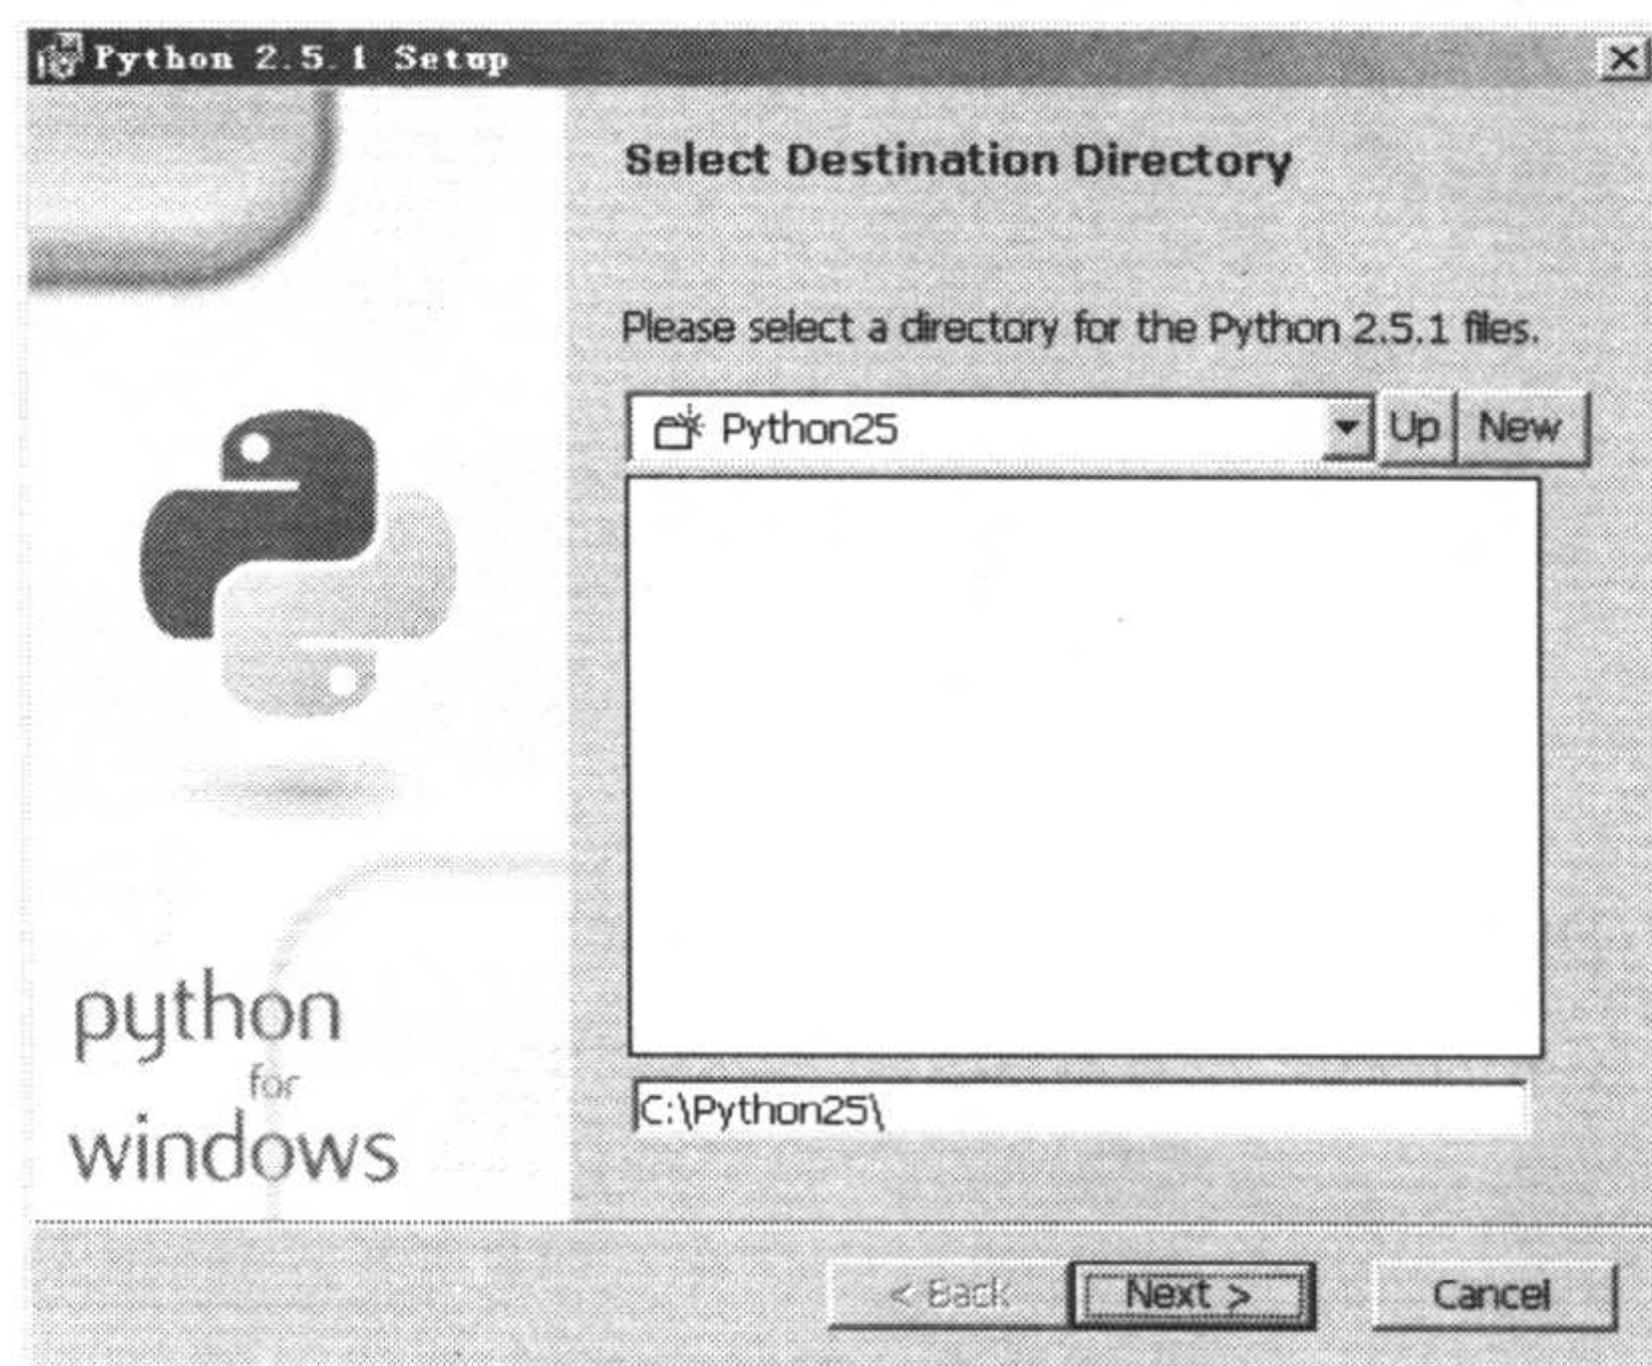 Python 2.5.1 Setup
Select Destination Directory
Please select a directory for the Python 2.5.1 files.
Python25
Up
New
C:\Python25\
python
for
windows
< Back
Next >
Cancel